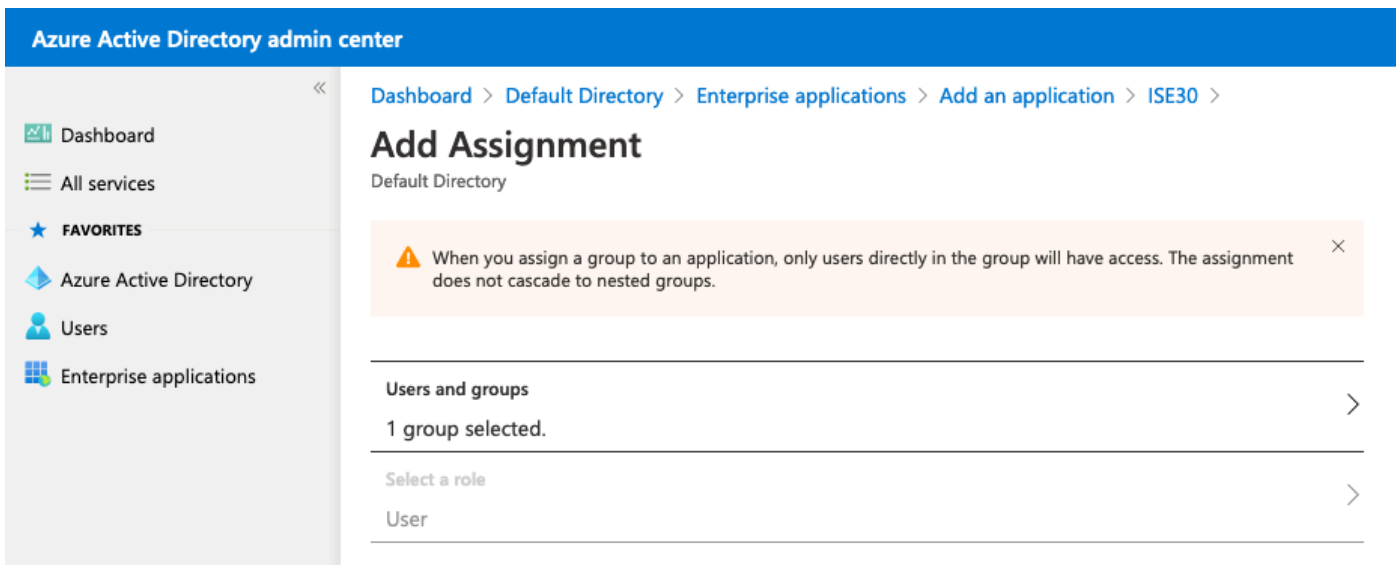 Azure Active Directory admin center
«
Dashboard
All services
FAVORITES
Azure Active Directory
Users
Enterprise applications
Dashboard > Default Directory > Enterprise applications > Add an application > ISE30 >
Add Assignment
Default Directory
When you assign a group to an application, only users directly in the group will have access. The assignment
does not cascade to nested groups.
Users and groups
1 group selected.
Select a role
User